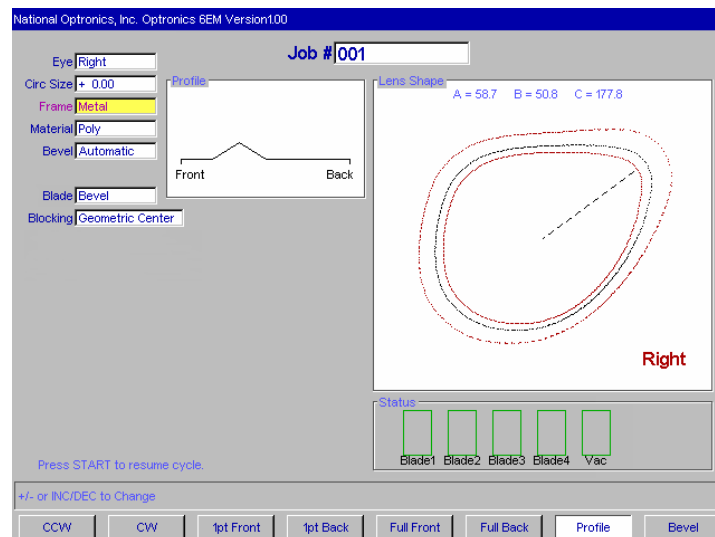 National Optronics, Inc. Optronics 6EM Version1.00
Job # 001
Eye Right
Circ Size + 0.00
Frame Metal
Material Poly
Bevel Automatic
Blade Bevel
Blocking Geometric Center
Profile
Front Back
Lens Shape
A = 58.7 B = 50.8 C = 177.8
Right
Status
Blade1 Blade2 Blade3 Blade4 Vac
Press START to resume cycle.
+/- or INC/DEC to Change
CCW CW 1pt Front 1pt Back Full Front Full Back Profile Bevel